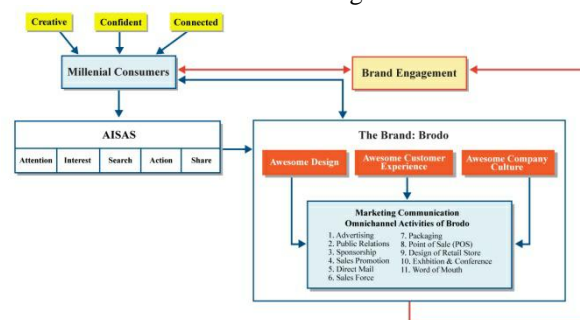 Creative
Confident
Connected
Millenial Consumers
Brand Engagement
AISAS
Attention Interest Search Action Share
The Brand: Brodo
Awesome Design
Awesome Customer
Experience
Awesome Company
Culture
Marketing Communication
Omnichannel Activities of Brodo
1. Advertising
2. Public Relations
3. Sponsorship
4. Sales Promotion
5. Direct Mail
6. Sales Force
7. Packaging
8. Point of Sale (POS)
9. Design of Retail Store
10. Exhbition & Conference
11. Word of Mouth